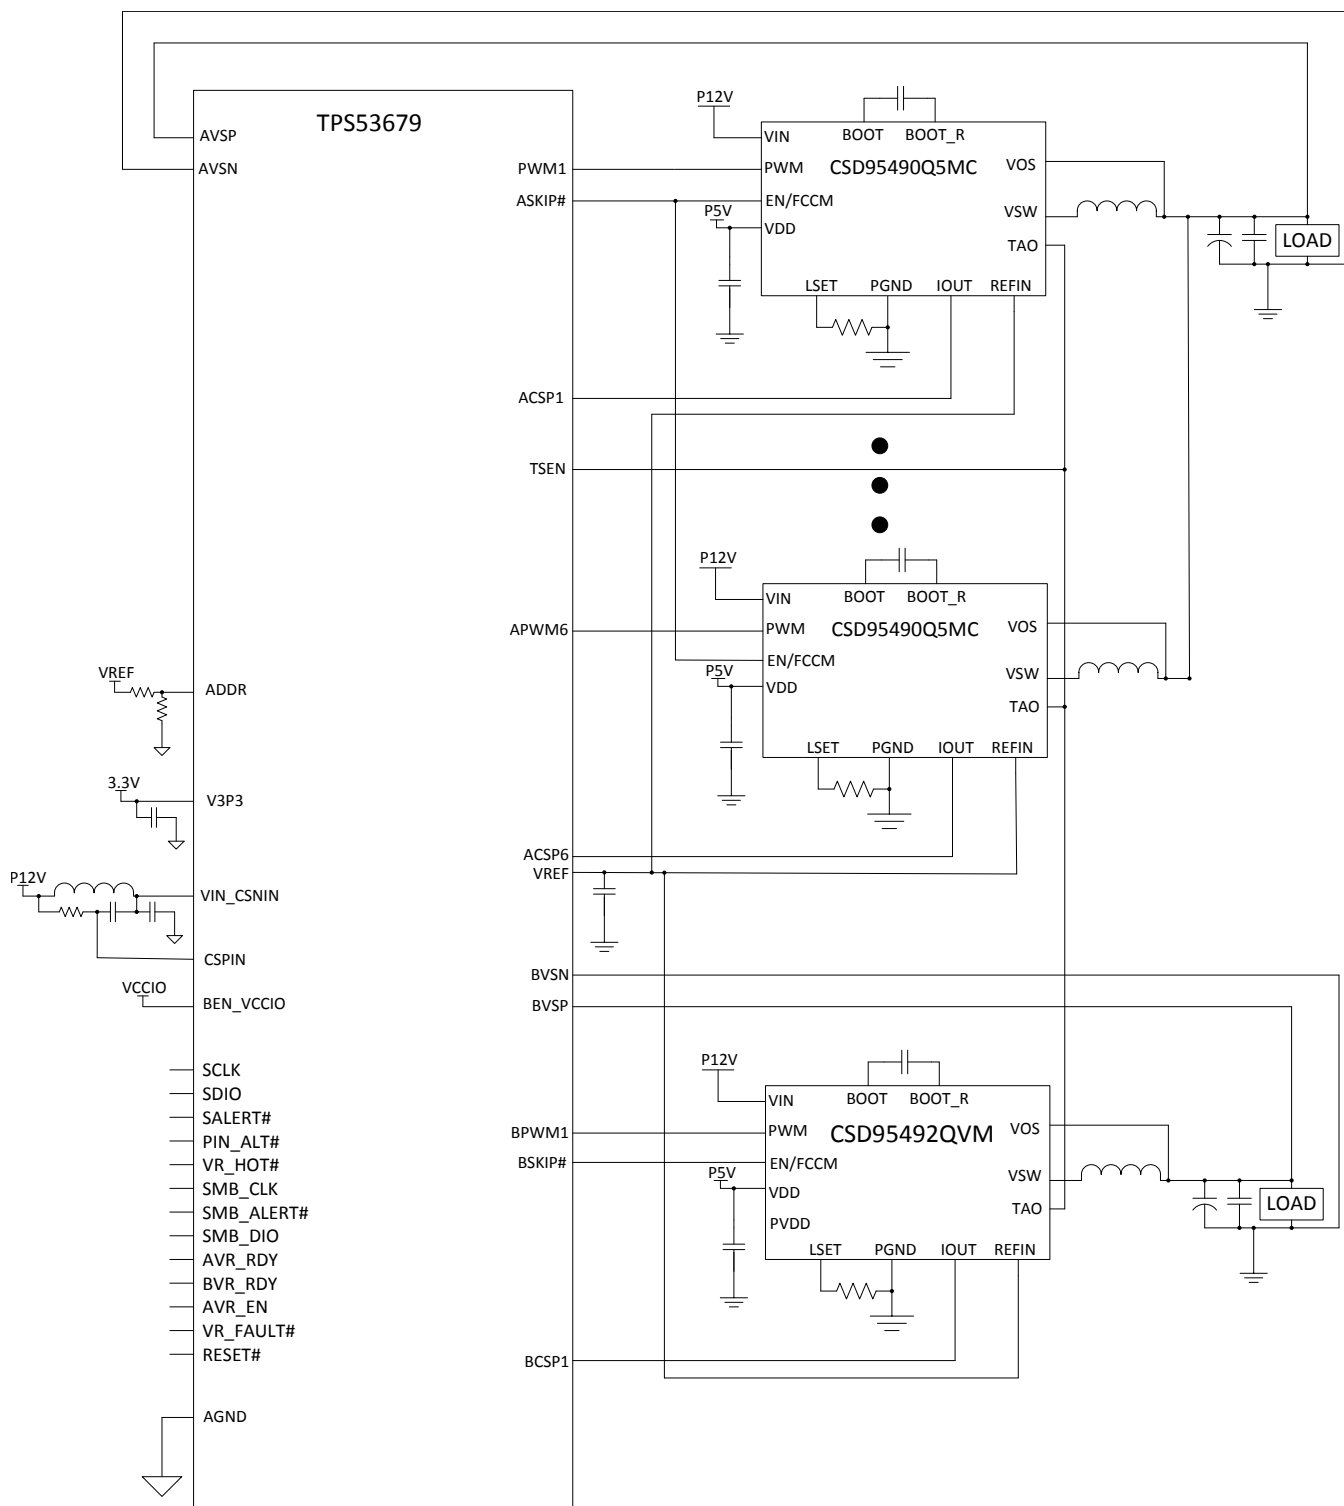 TPS53679
AVSP
AVSN
PWM1
ASKIP#
ACSP1
TSEN
APWM6
ACSP6
VREF
BVSN
BVSP
BPWM1
BSKIP#
BCSP1
VREF
ADDR
3.3V
V3P3
P12V
VIN_CSNIN
CSPIN
VCCIO
BEN_VCCIO
SCLK
SDIO
SALERT#
PIN_ALT#
VR_HOT#
SMB_CLK
SMB_ALERT#
SMB_DIO
AVR_RDY
BVR_RDY
AVR_EN
VR_FAULT#
RESET#
AGND
P12V
VIN
BOOT
BOOT_R
PWM
CSD95490Q5MC
VOS
EN/FCCM
P5V
VDD
VSW
TAO
LSET
PGND
IOUT
REFIN
LOAD
P12V
VIN
BOOT
BOOT_R
PWM
CSD95490Q5MC
VOS
EN/FCCM
P5V
VDD
VSW
TAO
LSET
PGND
IOUT
REFIN
P12V
VIN
BOOT
BOOT_R
PWM
CSD95492QVM
VOS
EN/FCCM
P5V
VDD
PVDD
VSW
TAO
LSET
PGND
IOUT
REFIN
LOAD